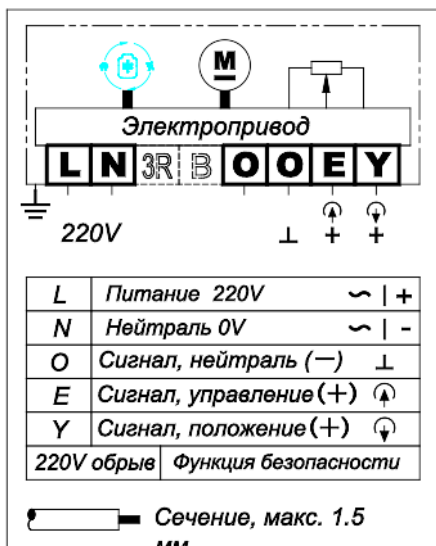 M
Электропривод
L N 3R B O O E Y
220V ⊥ + +
L Питание 220V ∽ | +
N Нейтраль 0V ∽ | -
O Сигнал, нейтраль (—) ⊥
E Сигнал, управление (+)
Y Сигнал, положение (+)
220V обрыв Функция безопасности
Сечение, макс. 1.5
мм